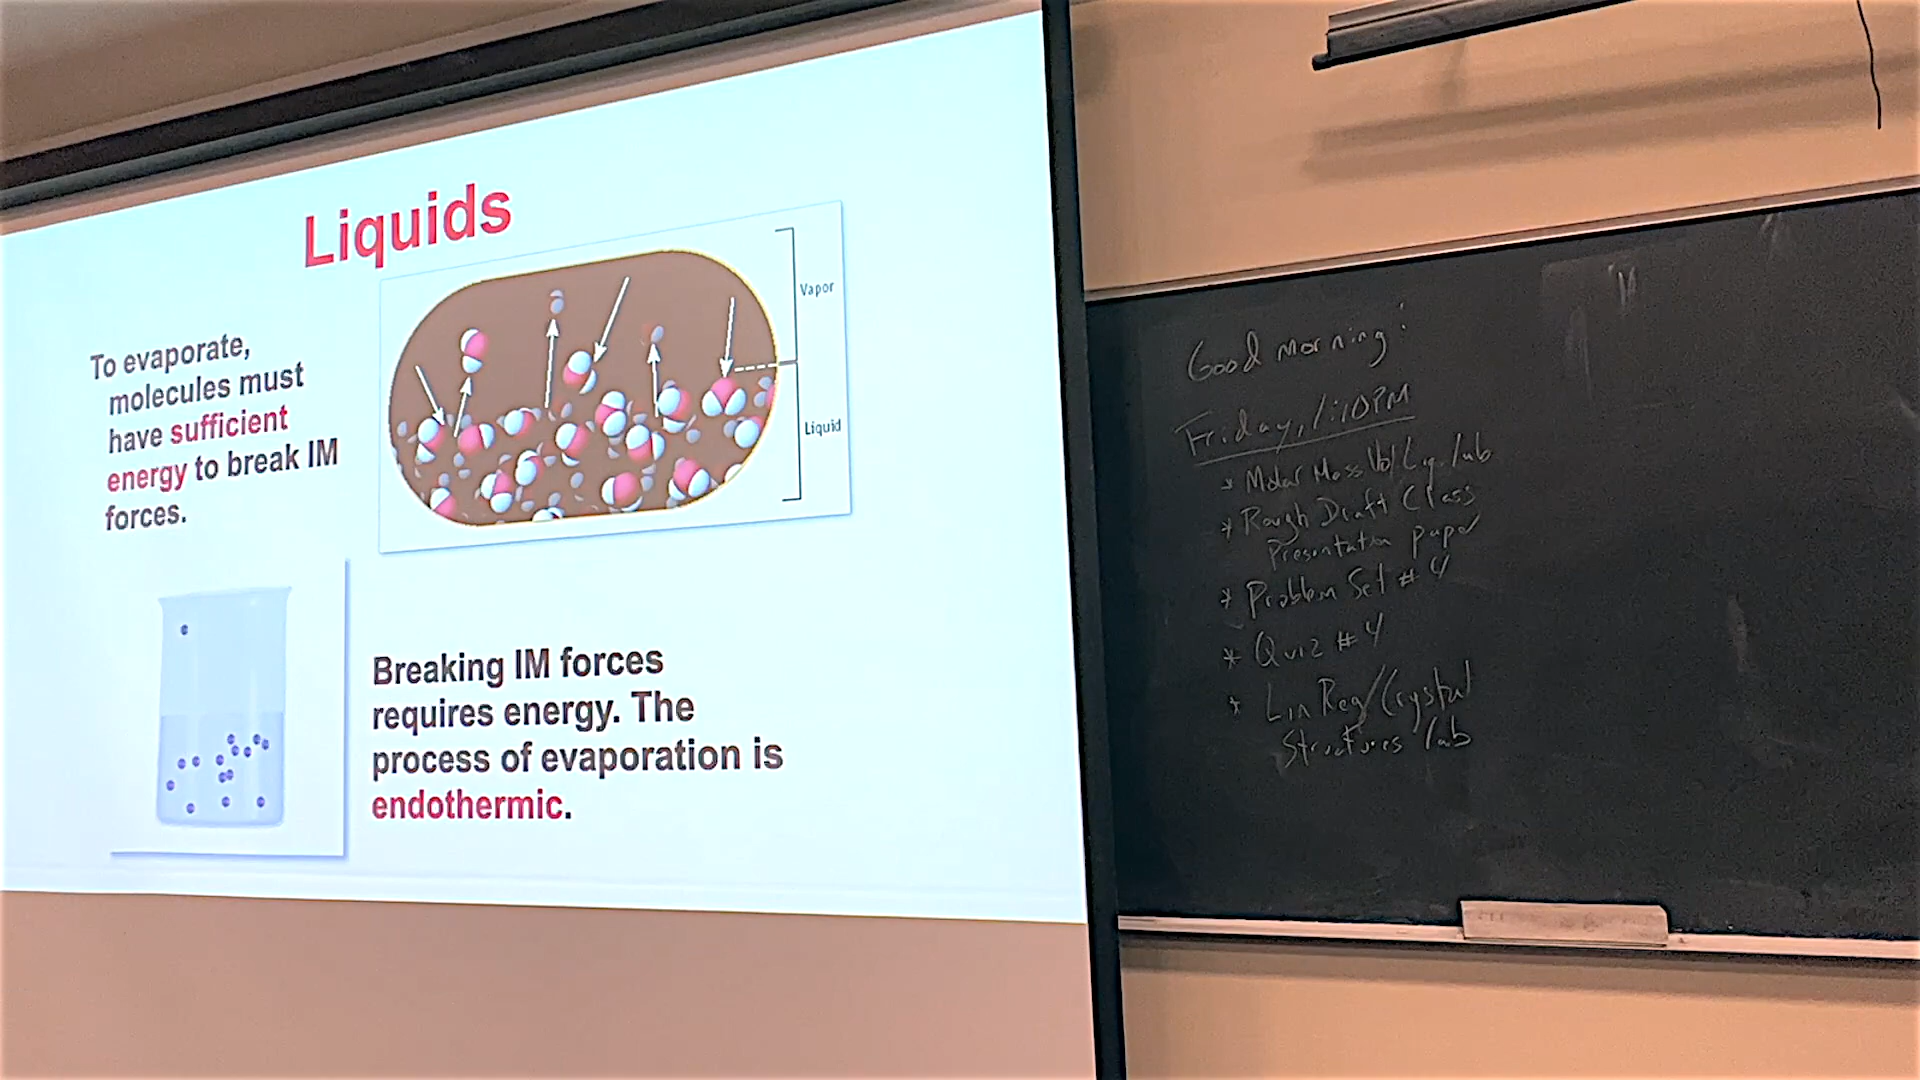 Liquids
To evaporate,
molecules must
have sufficient
energy to break IM
forces.
Vapor
Liquid
Breaking IM forces
requires energy. The
process of evaporation is
endothermic.
Good morning!
Friday, 1:10PM
* Molar Mass Vol Liq. lab
* Rough Draft Class
Presentation paper
* Problem Set #4
* Quiz #4
* Lin Reg/Crystal
Structures lab